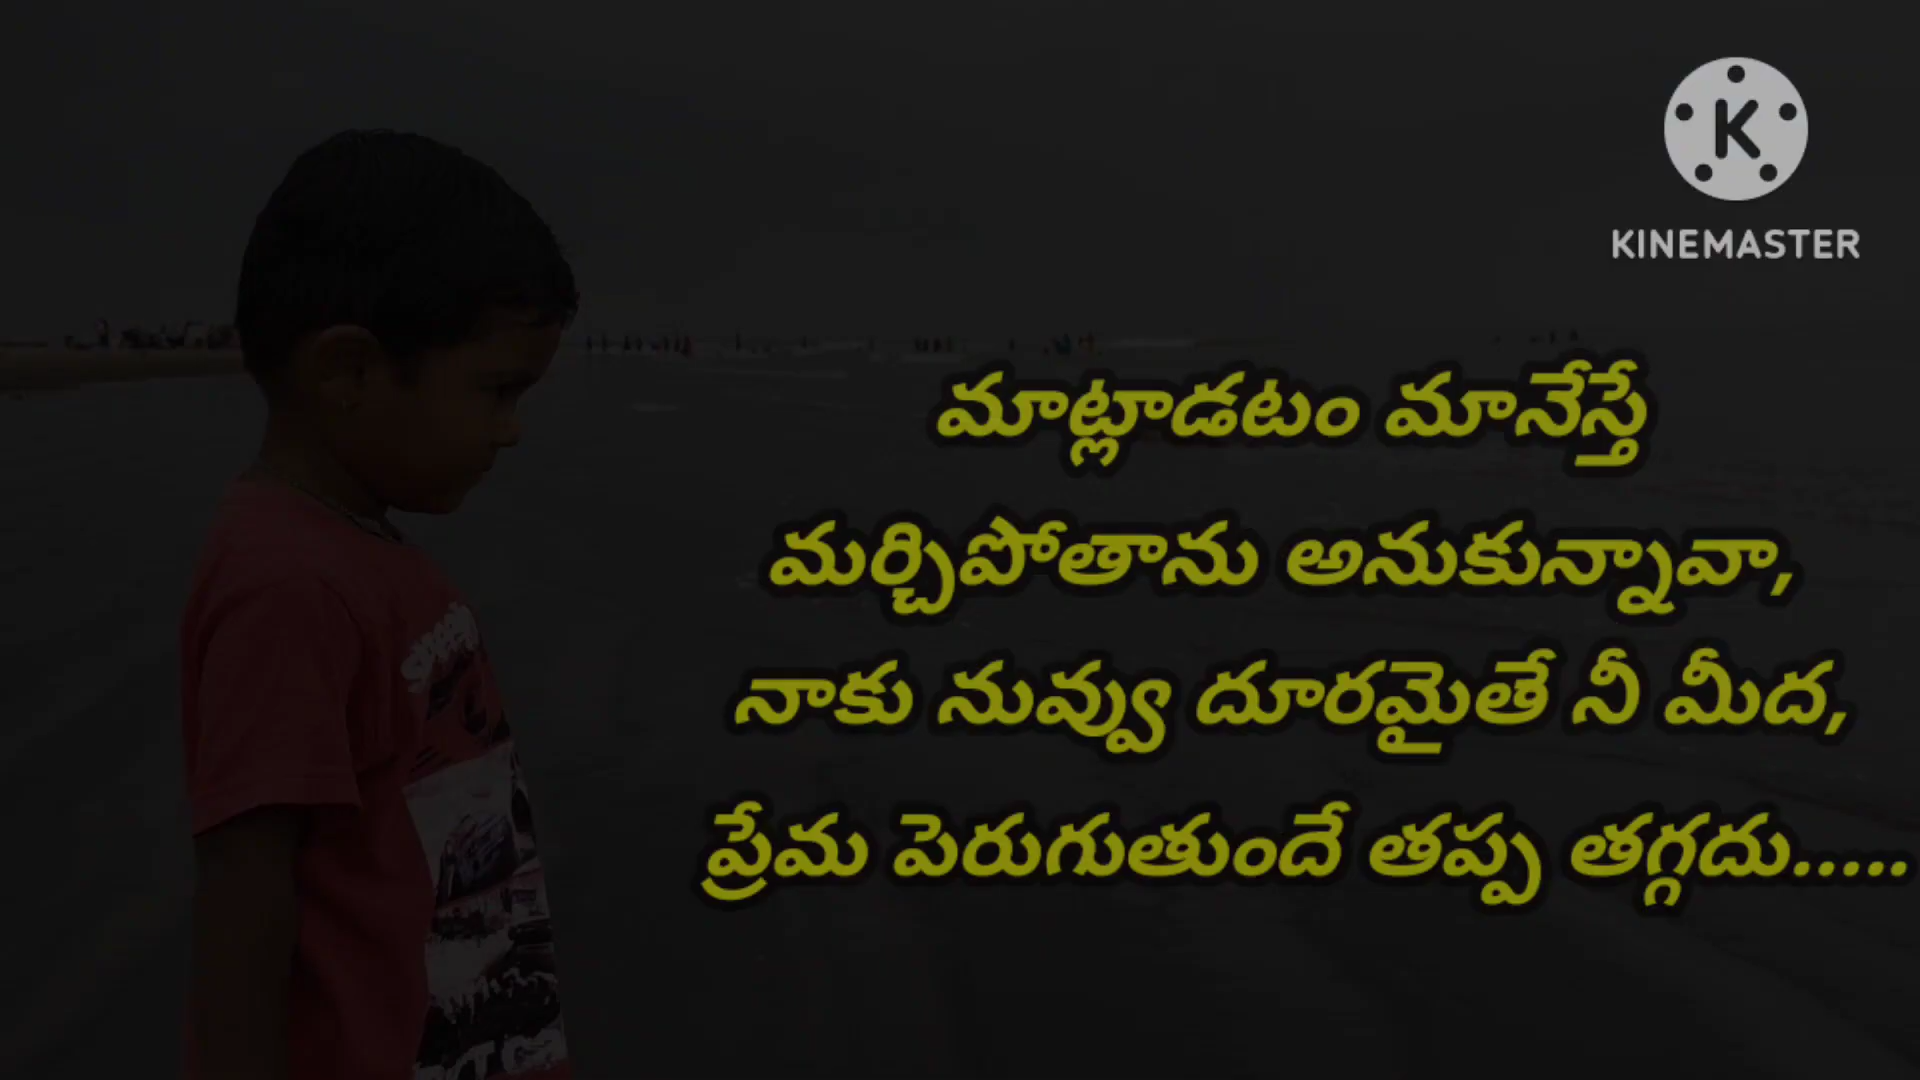 KINEMASTER
మాట్లాడటం మానేస్తే
మర్చిపోతాను అనుకున్నావా,
నాకు నువ్వు దూరమైతే నీ మీద,
ప్రేమ పెరుగుతుందే తప్ప తగ్గదు.....